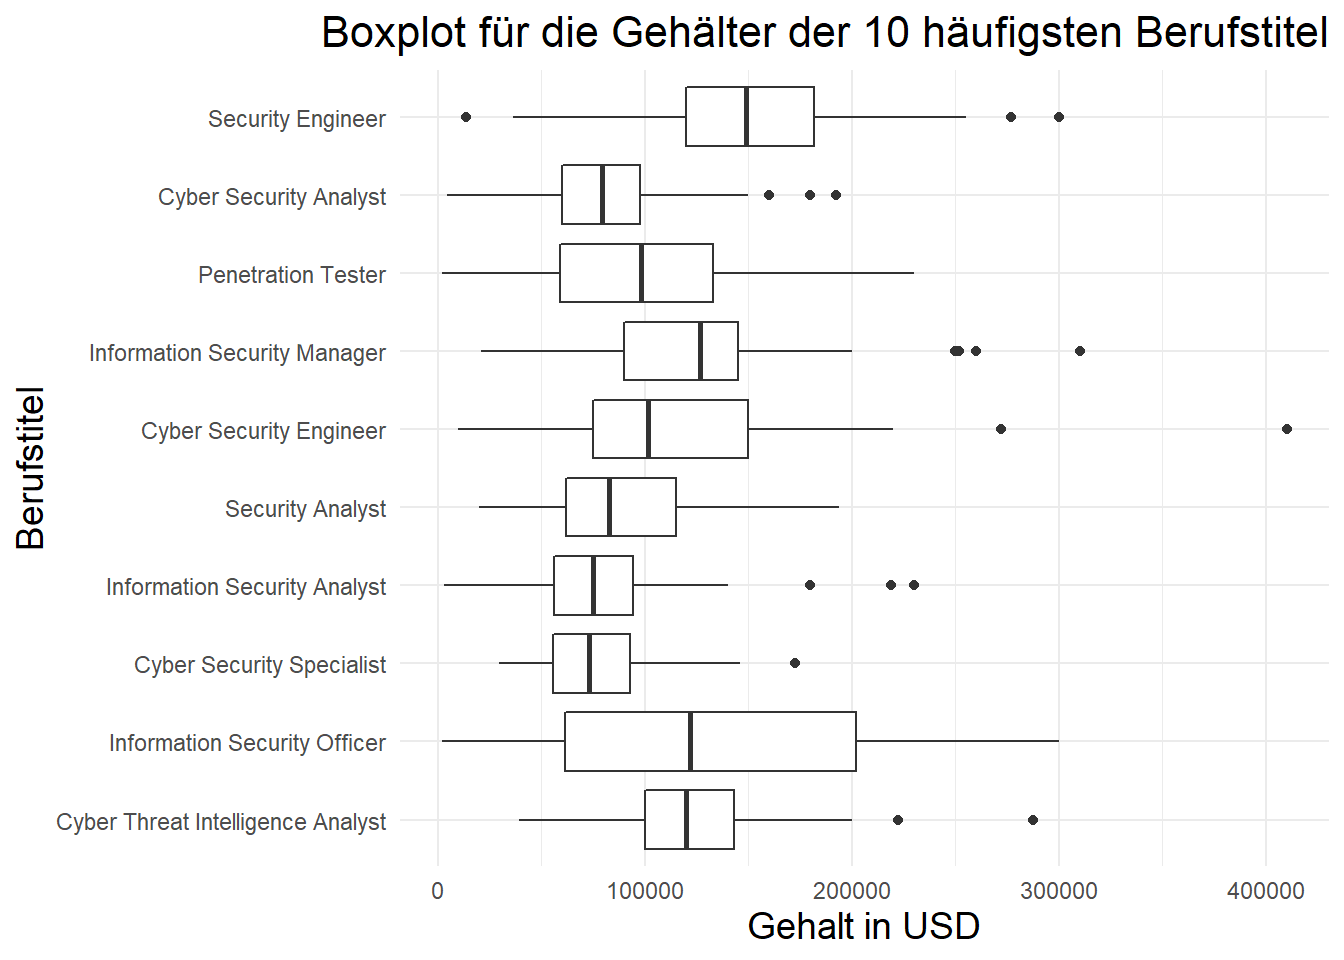 Boxplot für die Gehälter der 10 häufigsten Berufstitel
Berufstitel
Security Engineer
Cyber Security Analyst
Penetration Tester
Information Security Manager
Cyber Security Engineer
Security Analyst
Information Security Analyst
Cyber Security Specialist
Information Security Officer
Cyber Threat Intelligence Analyst
0 100000 200000 300000 400000
Gehalt in USD